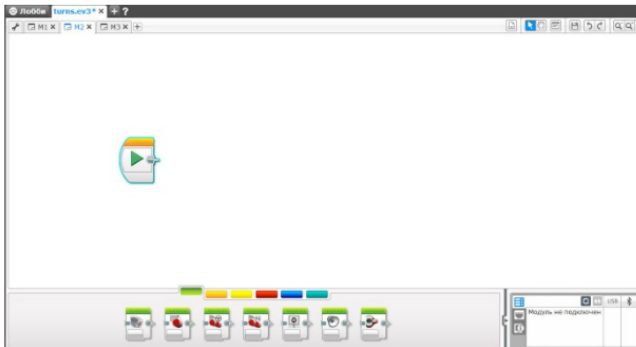 Лобби turns.ev3* × + ?
M1 × M2 × M3 × +
USB
Модуль не подключен